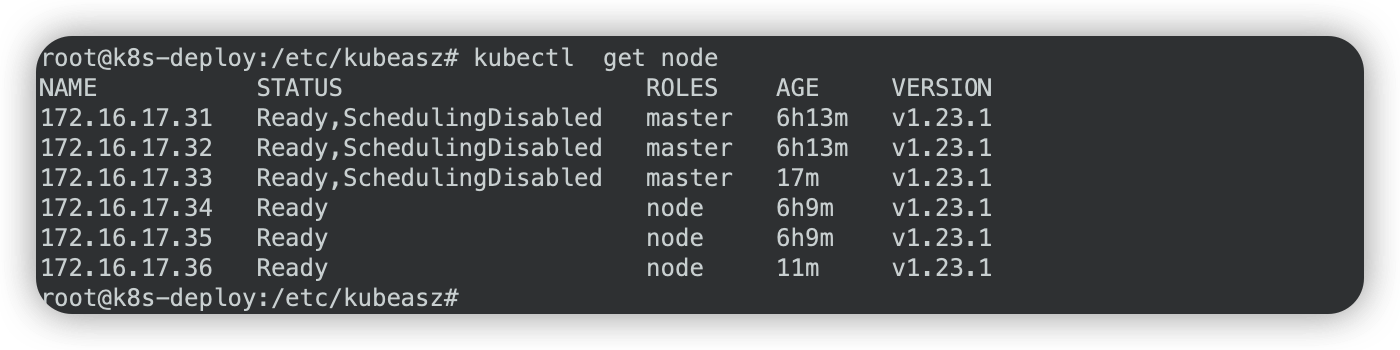 root@k8s-deploy:/etc/kubeasz# kubectl  get node
NAME           STATUS                     ROLES    AGE     VERSION
172.16.17.31   Ready,SchedulingDisabled   master   6h13m   v1.23.1
172.16.17.32   Ready,SchedulingDisabled   master   6h13m   v1.23.1
172.16.17.33   Ready,SchedulingDisabled   master   17m     v1.23.1
172.16.17.34   Ready                      node     6h9m    v1.23.1
172.16.17.35   Ready                      node     6h9m    v1.23.1
172.16.17.36   Ready                      node     11m     v1.23.1
root@k8s-deploy:/etc/kubeasz#